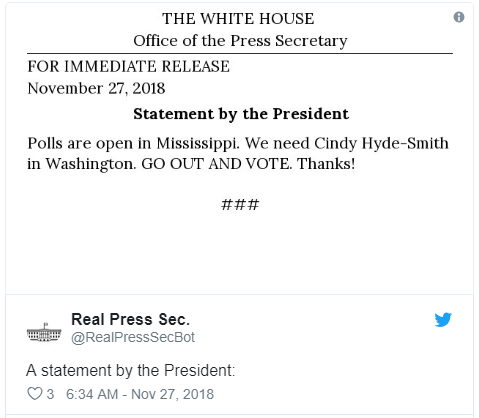 THE WHITE HOUSE
Office of the Press Secretary
FOR IMMEDIATE RELEASE
November 27, 2018
Statement by the President
Polls are open in Mississippi. We need Cindy Hyde-Smith
in Washington. GO OUT AND VOTE. Thanks!
###
Real Press Sec.
@RealPressSecBot
A statement by the President:
3 6:34 AM - Nov 27, 2018